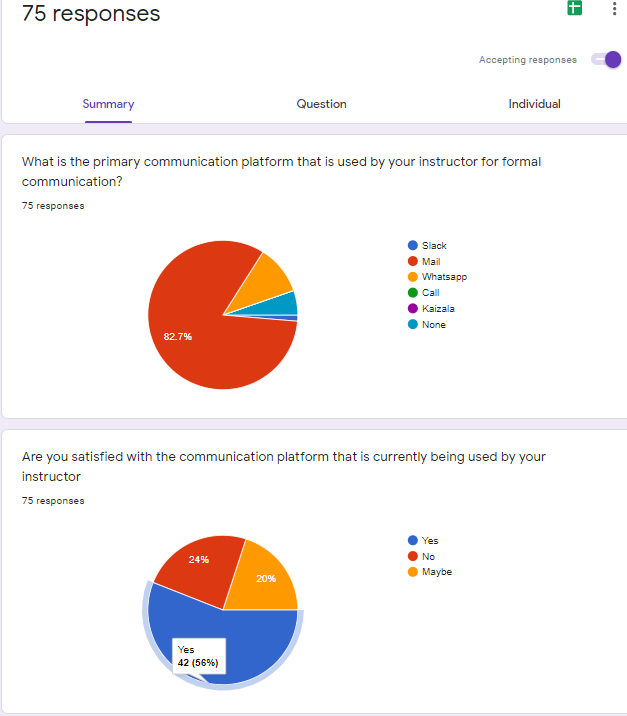 75 responses
Accepting responses
Summary
Question
Individual
What is the primary communication platform that is used by your instructor for formal
communication?
75 responses
Slack
Mail
Whatsapp
Call
Kaizala
None
82.7%
Are you satisfied with the communication platform that is currently being used by your
instructor
75 responses
Yes
No
Maybe
24%
20%
Yes
42 (56%)